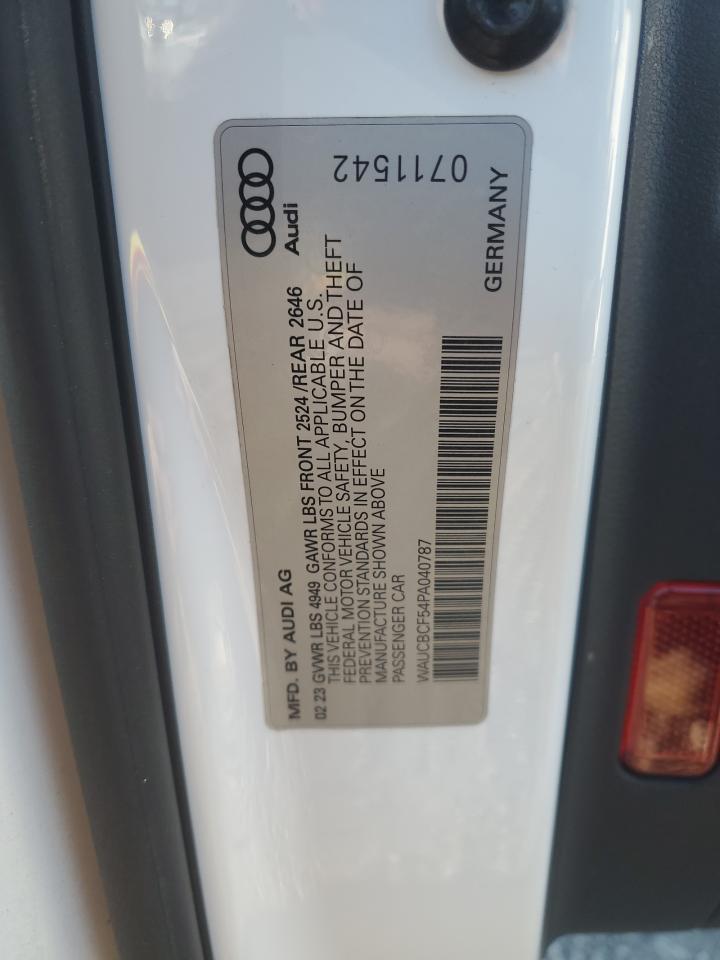 Audi
0711542
MFD. BY AUDI AG
GERMANY
02 23 GVWR LBS 4949 GAWR LBS FRONT 2524 /REAR 2646
THIS VEHICLE CONFORMS TO ALL APPLICABLE U.S.
FEDERAL MOTOR VEHICLE SAFETY, BUMPER AND THEFT
PREVENTION STANDARDS IN EFFECT ON THE DATE OF
MANUFACTURE SHOWN ABOVE
PASSENGER CAR
WAUCBCF54PA040787